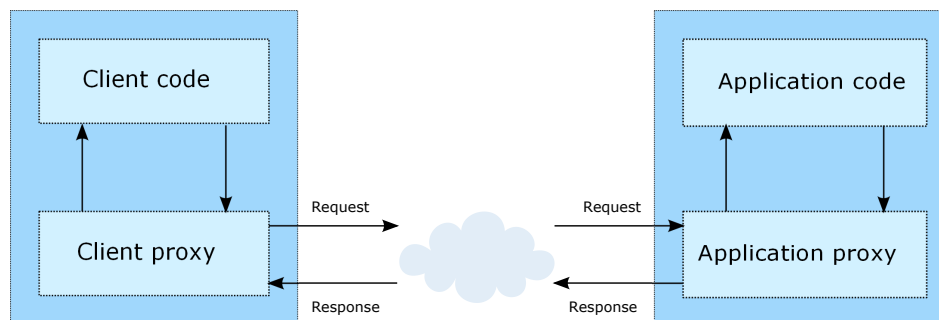 Client code
Application code
Request
Request
Client proxy
Application proxy
Response
Response